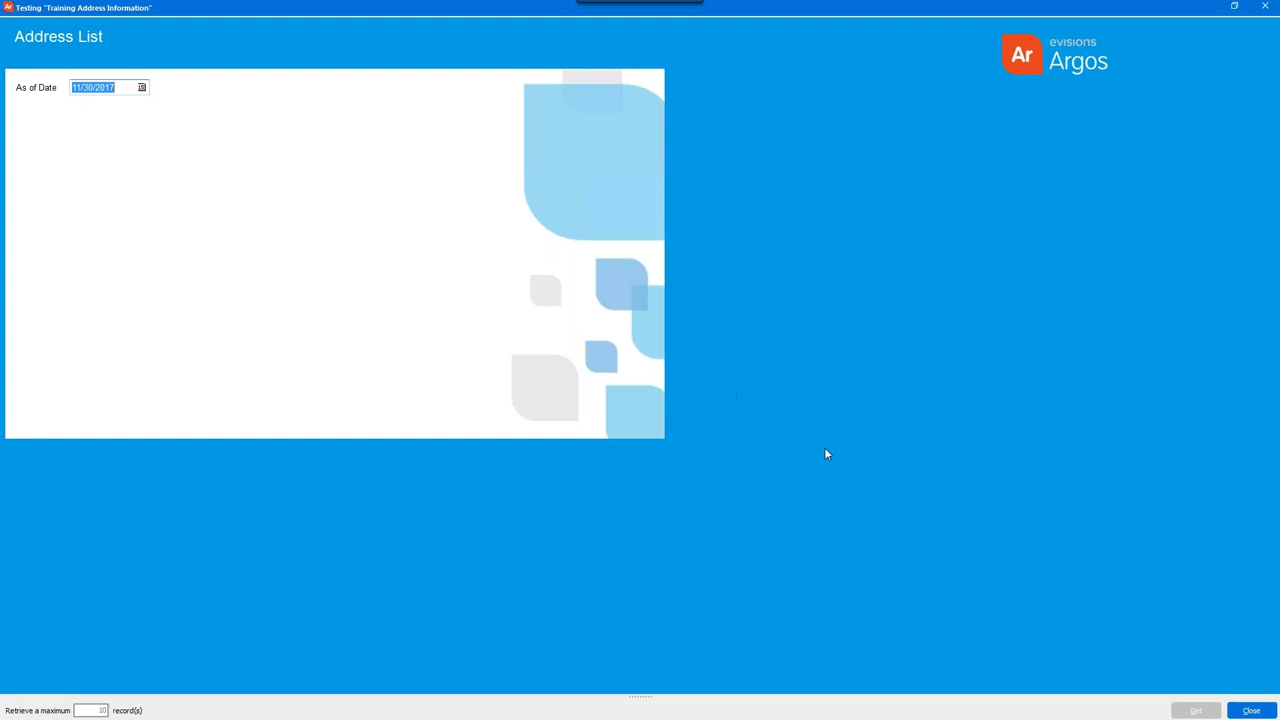 Ar Testing "Training Address Information"
Address List
Ar evisions Argos
As of Date 11/30/2017
Retrieve a maximum 10 record(s)
Get Close